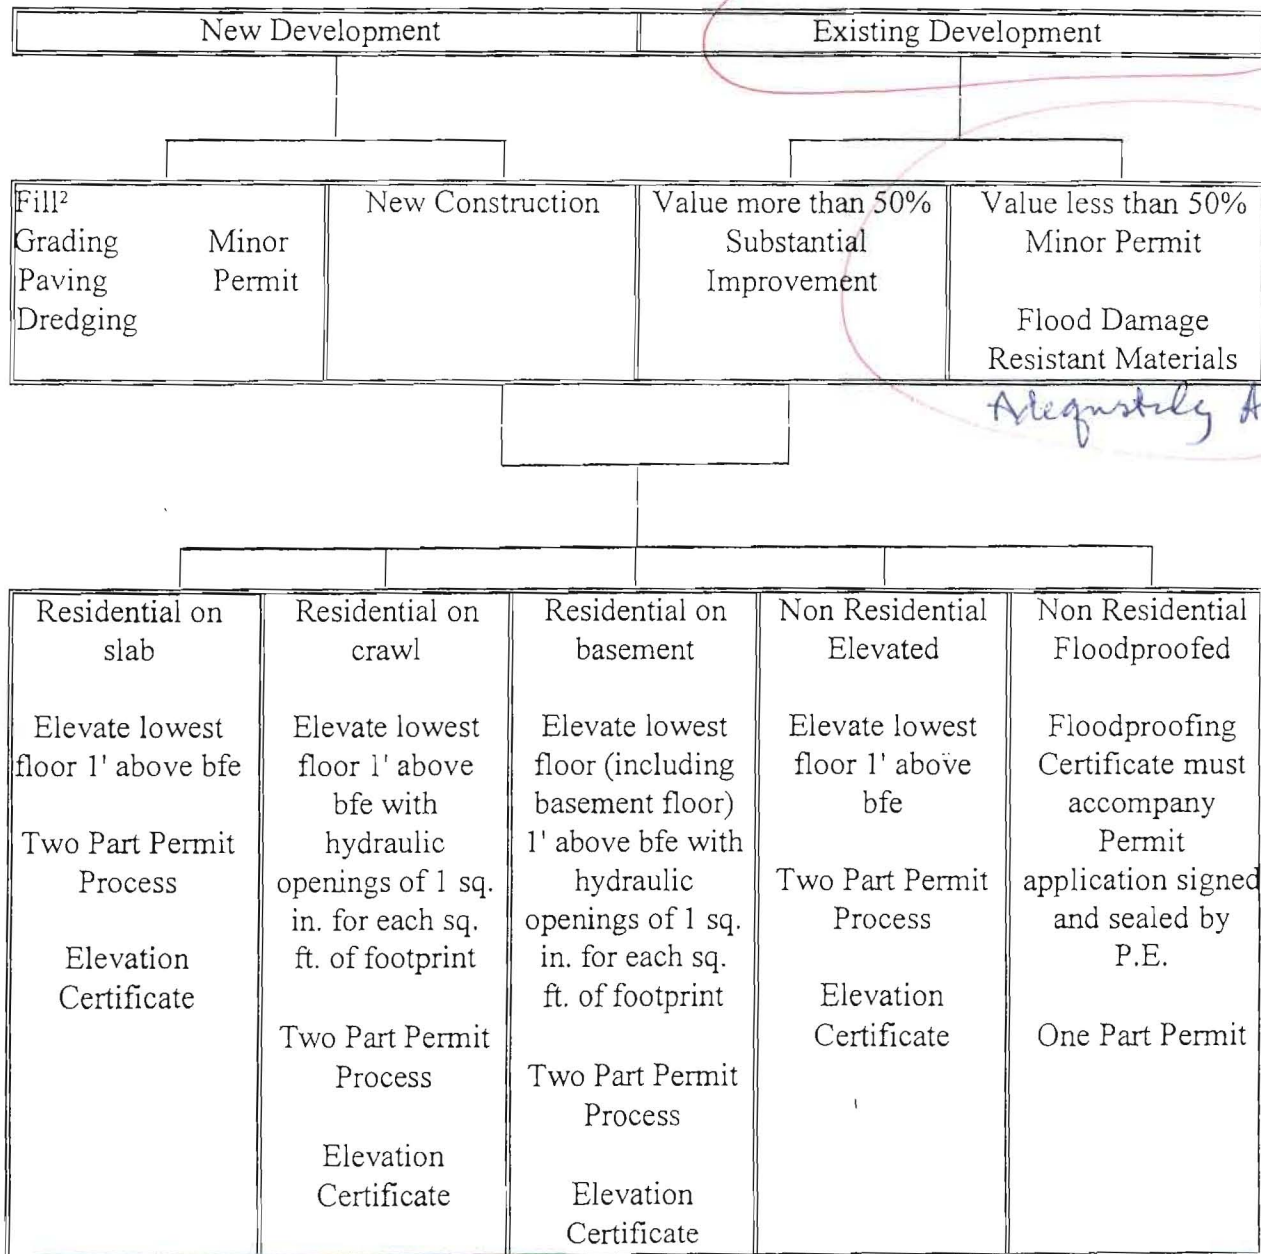 New Development
Existing Development
Fill²
Grading
Paving
Dredging
Minor
Permit
New Construction
Value more than 50%
Substantial
Improvement
Value less than 50%
Minor Permit
Flood Damage
Resistant Materials
Residential on
slab
Elevate lowest
floor 1' above bfe
Two Part Permit
Process
Elevation
Certificate
Residential on
crawl
Elevate lowest
floor 1' above
bfe with
hydraulic
openings of 1 sq.
in. for each sq.
ft. of footprint
Two Part Permit
Process
Elevation
Certificate
Residential on
basement
Elevate lowest
floor (including
basement floor)
1' above bfe with
hydraulic
openings of 1 sq.
in. for each sq.
ft. of footprint
Two Part Permit
Process
Elevation
Certificate
Non Residential
Elevated
Elevate lowest
floor 1' above
bfe
Two Part Permit
Process
Elevation
Certificate
Non Residential
Floodproofed
Floodproofing
Certificate must
accompany
Permit
application signed
and sealed by
P.E.
One Part Permit